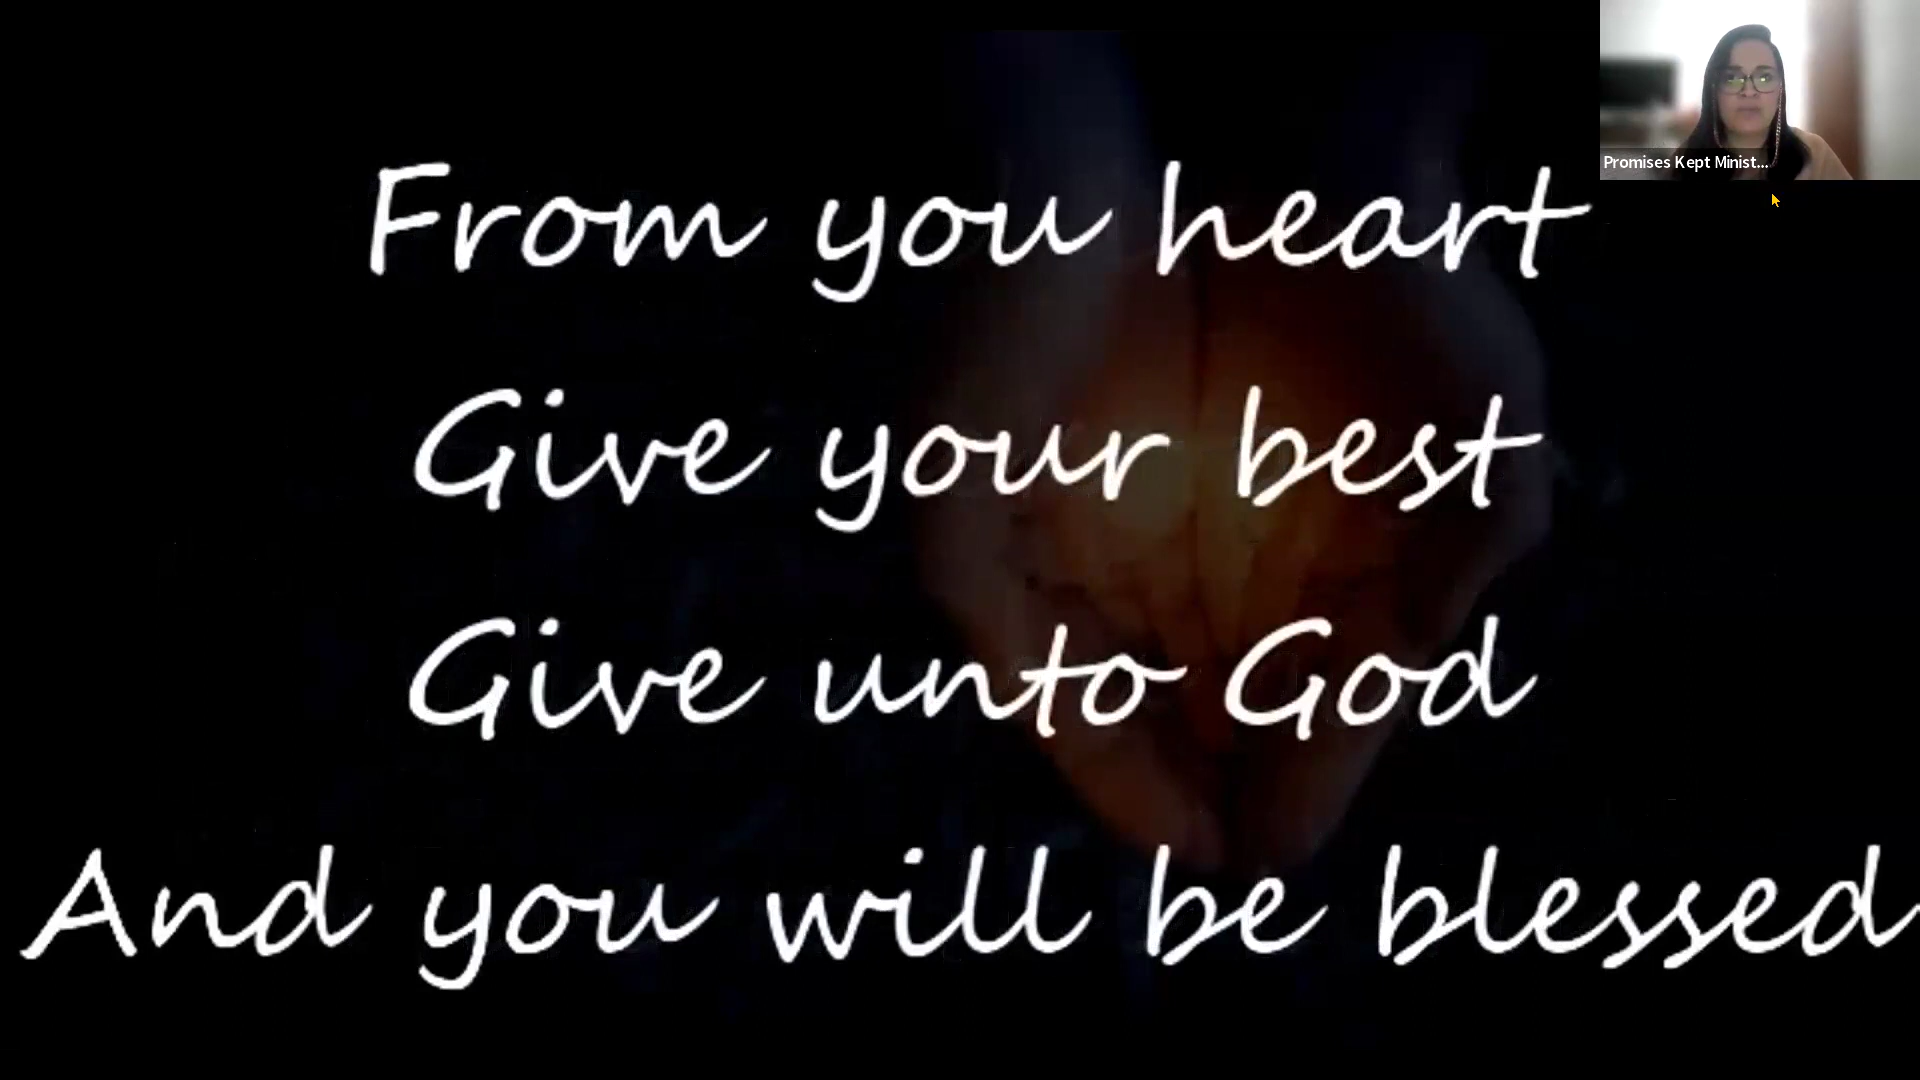 Promises Kept Minist...
From you heart
Give your best
Give unto God
And you will be blessed